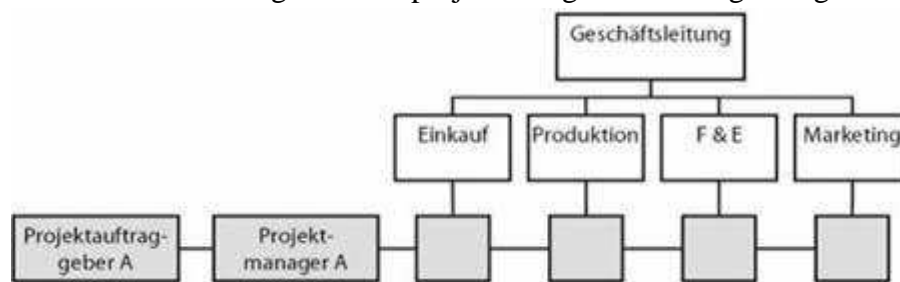 Geschäftsleitung
Einkauf
Produktion
F & E
Marketing
Projektauftrag-
geber A
Projekt-
manager A